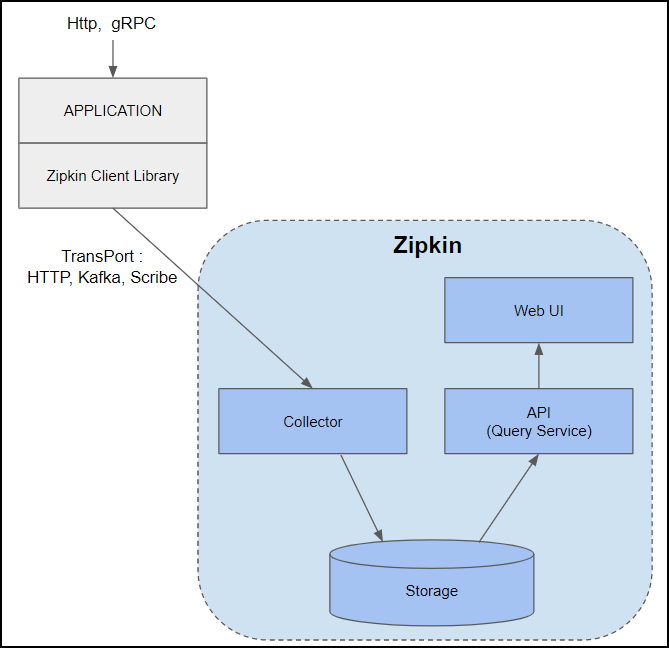 Http, gRPC
APPLICATION
Zipkin Client Library
TransPort :
HTTP, Kafka, Scribe
Zipkin
Web UI
Collector
API
(Query Service)
Storage